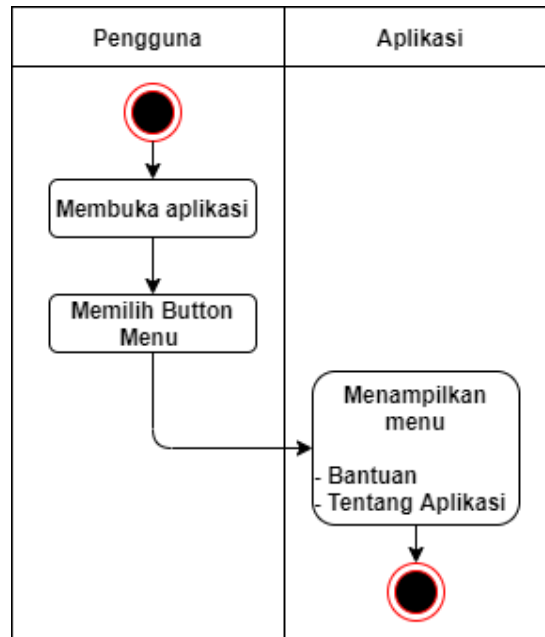 Pengguna
Aplikasi
Membuka aplikasi
Memilih Button
Menu
Menampilkan
menu
- Bantuan
- Tentang Aplikasi